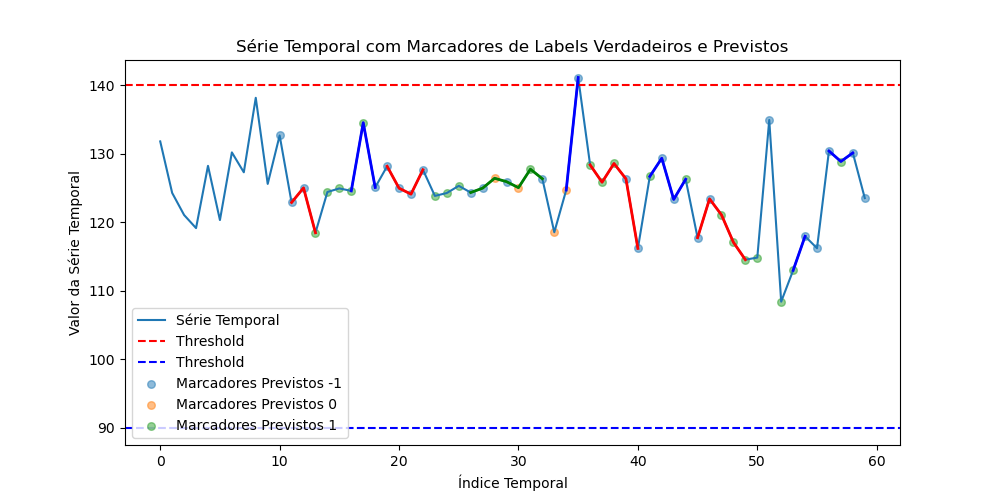 Série Temporal com Marcadores de Labels Verdadeiros e Previstos
Valor da Série Temporal
140
130
120
110
100
90
Série Temporal
Threshold
Threshold
Marcadores Previstos -1
Marcadores Previstos 0
Marcadores Previstos 1
0 10 20 30 40 50 60
Índice Temporal